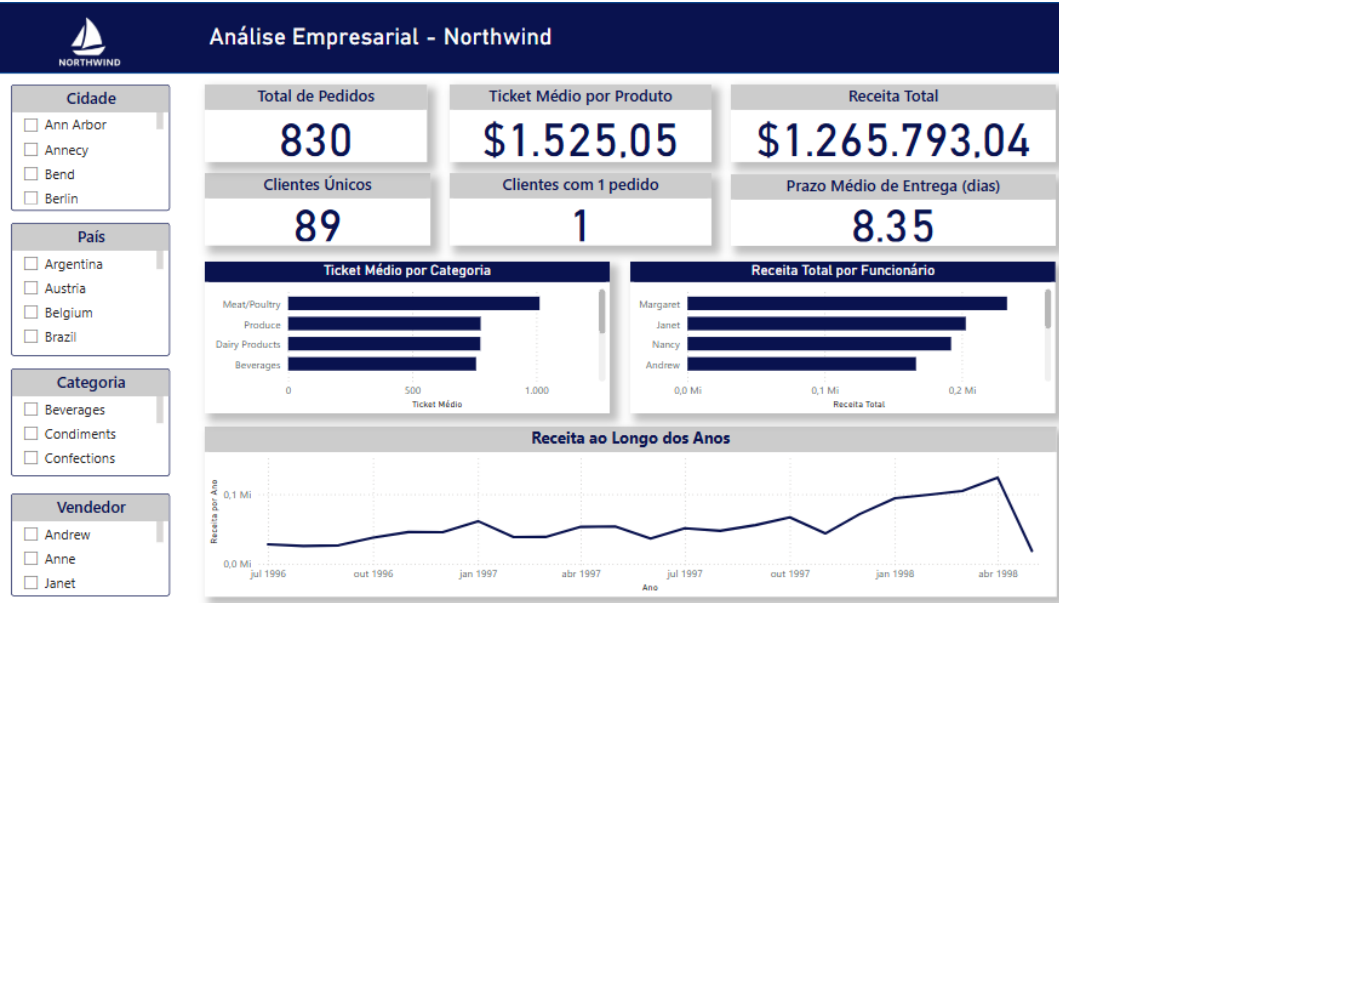 NORTHWIND
Análise Empresarial - Northwind
Cidade
Ann Arbor
Annecy
Bend
Berlin
País
Argentina
Austria
Belgium
Brazil
Categoria
Beverages
Condiments
Confections
Vendedor
Andrew
Anne
Janet
Total de Pedidos
830
Ticket Médio por Produto
$1.525,05
Receita Total
$1.265.793,04
Clientes Únicos
89
Clientes com 1 pedido
1
Prazo Médio de Entrega (dias)
8.35
Ticket Médio por Categoria
Meat/Poultry
Produce
Dairy Products
Beverages
0 500 1.000
Ticket Médio
Receita Total por Funcionário
Margaret
Janet
Nancy
Andrew
0,0 Mi 0,1 Mi 0,2 Mi
Receita Total
Receita ao Longo dos Anos
Receita por Ano
0,1 Mi
0,0 Mi
jul 1996 out 1996 jan 1997 abr 1997 jul 1997 out 1997 jan 1998 abr 1998
Ano